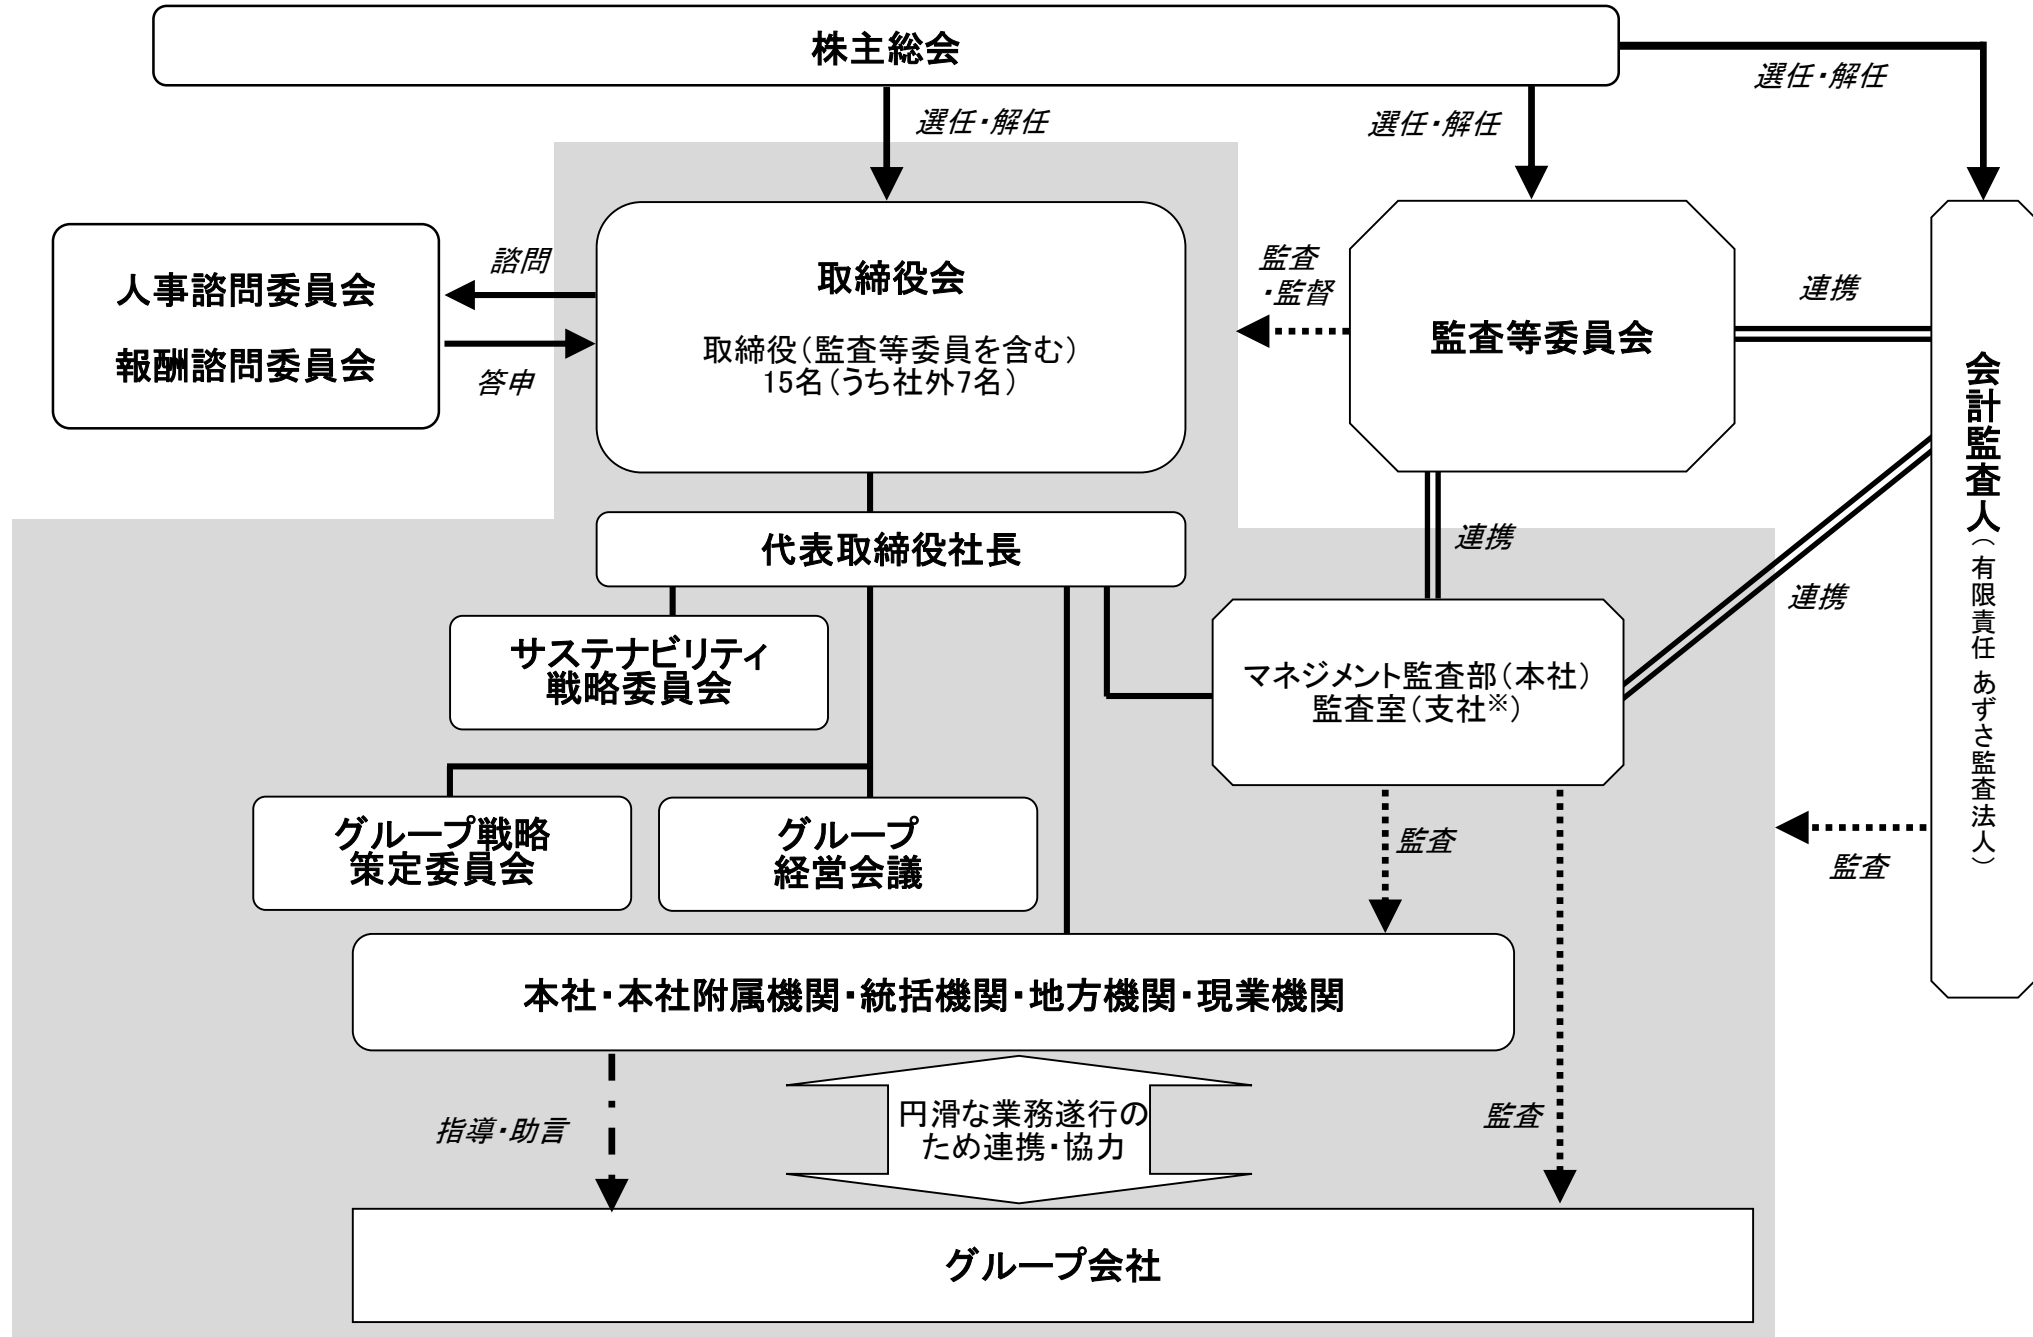 株主総会
選任・解任
選任・解任
選任・解任
人事諮問委員会
報酬諮問委員会
諮問
答申
取締役会
取締役(監査等委員を含む)
15名(うち社外7名)
監査
・監督
監査等委員会
連携
会計監査人(有限責任 あずさ監査法人)
代表取締役社長
連携
連携
サステナビリティ
戦略委員会
マネジメント監査部(本社)
監査室(支社※)
グループ戦略
策定委員会
グループ
経営会議
監査
監査
本社・本社附属機関・統括機関・地方機関・現業機関
指導・助言
円滑な業務遂行の
ため連携・協力
監査
グループ会社